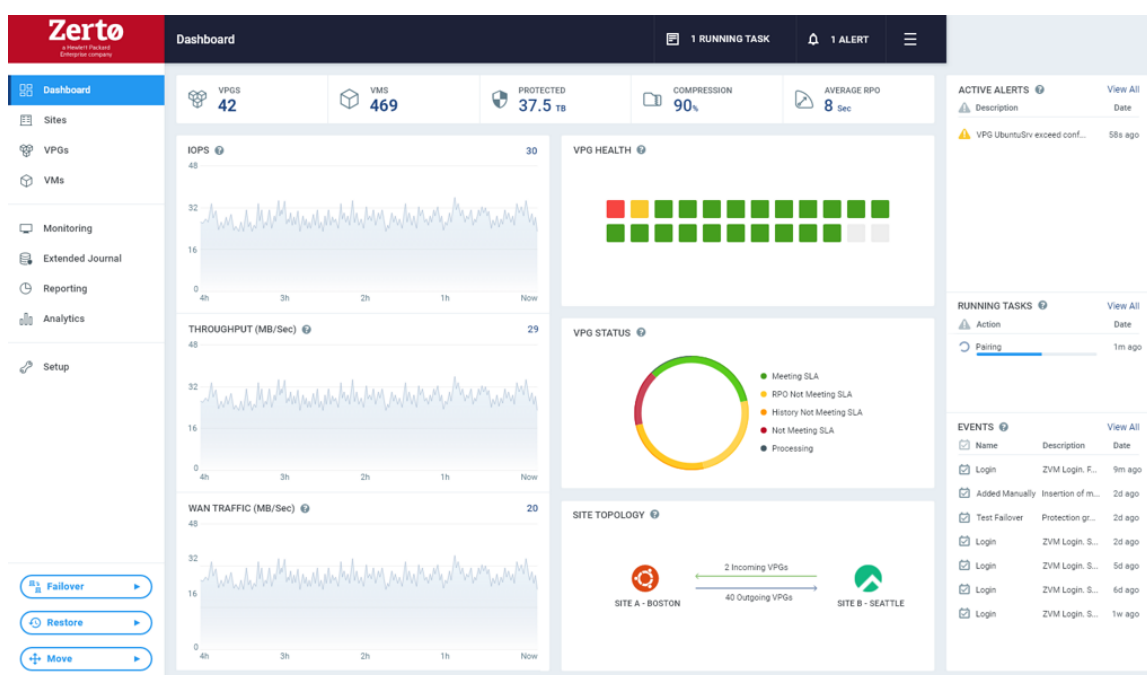 Zertø
a Hewlett Packard
Enterprise company
Dashboard
1 RUNNING TASK
1 ALERT
Dashboard
Sites
VPGs
VMs
Monitoring
Extended Journal
Reporting
Analytics
Setup
Failover
Restore
Move
VPGS
42
VMS
469
PROTECTED
37.5 TB
COMPRESSION
90%
AVERAGE RPO
8 Sec
IOPS 30
48
32
16
0
4h 3h 2h 1h Now
THROUGHPUT (MB/Sec) 29
48
32
16
0
4h 3h 2h 1h Now
WAN TRAFFIC (MB/Sec) 20
48
32
16
0
4h 3h 2h 1h Now
VPG HEALTH
VPG STATUS
Meeting SLA
RPO Not Meeting SLA
History Not Meeting SLA
Not Meeting SLA
Processing
SITE TOPOLOGY
2 Incoming VPGs
40 Outgoing VPGs
SITE A - BOSTON
SITE B - SEATTLE
ACTIVE ALERTS View All
Description Date
VPG UbuntuSrv exceed conf... 58s ago
RUNNING TASKS View All
Action Date
Pairing 1m ago
EVENTS View All
Name Description Date
Login ZVM Login. F... 9m ago
Added Manually Insertion of m... 2d ago
Test Failover Protection gr... 2d ago
Login ZVM Login. S... 2d ago
Login ZVM Login. S... 5d ago
Login ZVM Login. S... 6d ago
Login ZVM Login. S... 1w ago